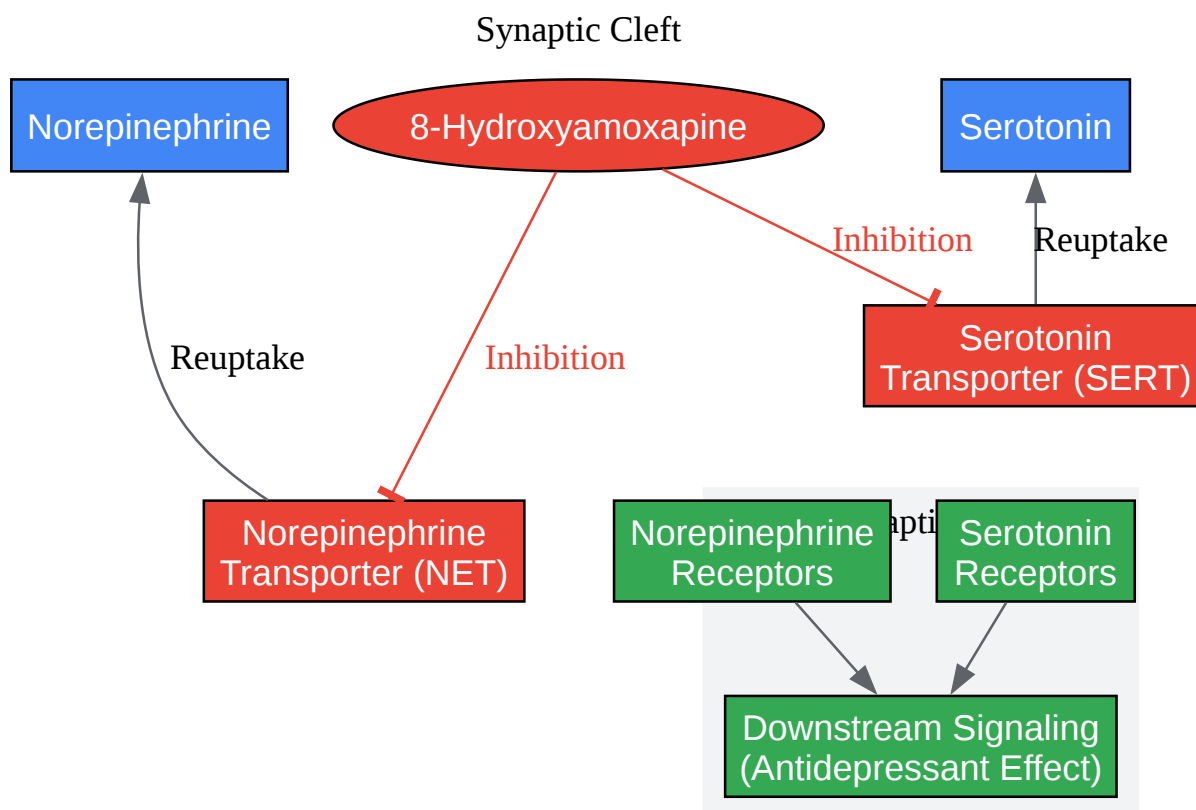 Synaptic Cleft
Norepinephrine
8-Hydroxyamoxapine
Serotonin
Inhibition
Reuptake
Serotonin
Transporter (SERT)
Reuptake
Inhibition
Norepinephrine
Transporter (NET)
Norepinephrine
Receptors
Serotonin
Receptors
Downstream Signaling
(Antidepressant Effect)